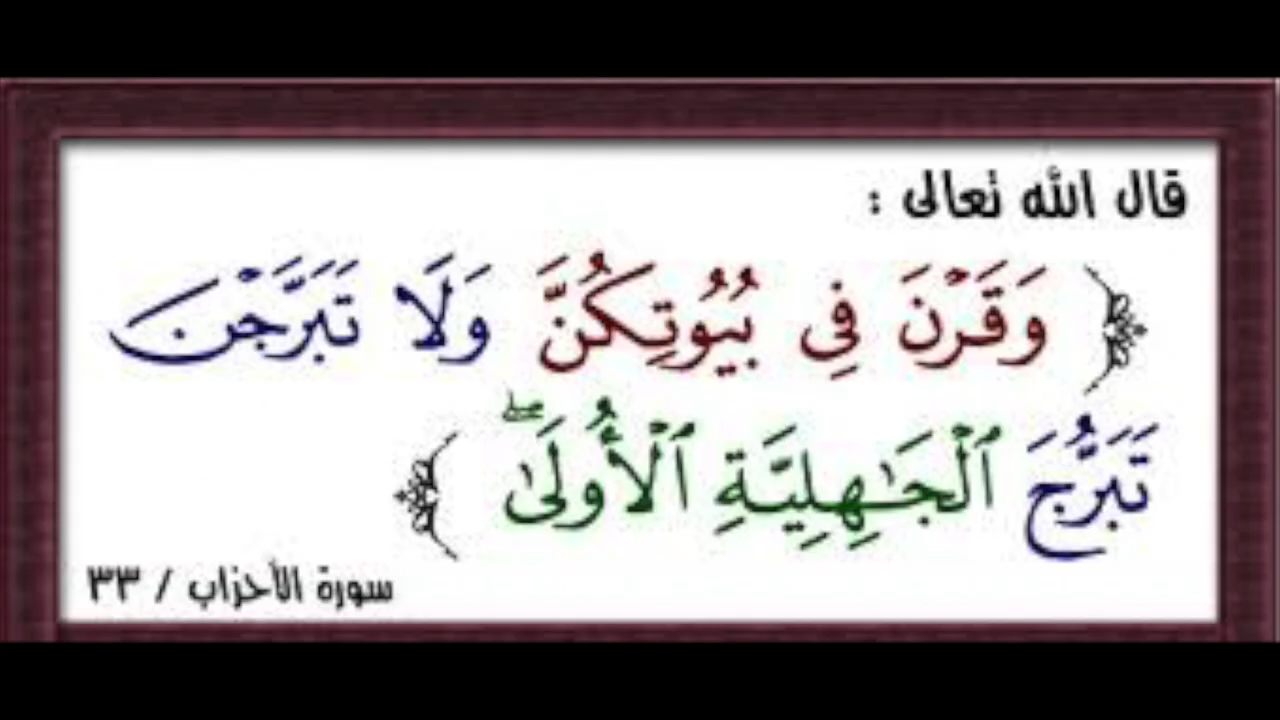 قال الله تعالى :
﴿ وَقَرْنَ فِى بُيُوتِكُنَّ وَلَا تَبَرَّجْنَ
تَبَرُّجَ ٱلْجَـٰهِلِيَّةِ ٱلْأُولَىٰ ۖ ﴾
سورة الأحزاب / ٣٣